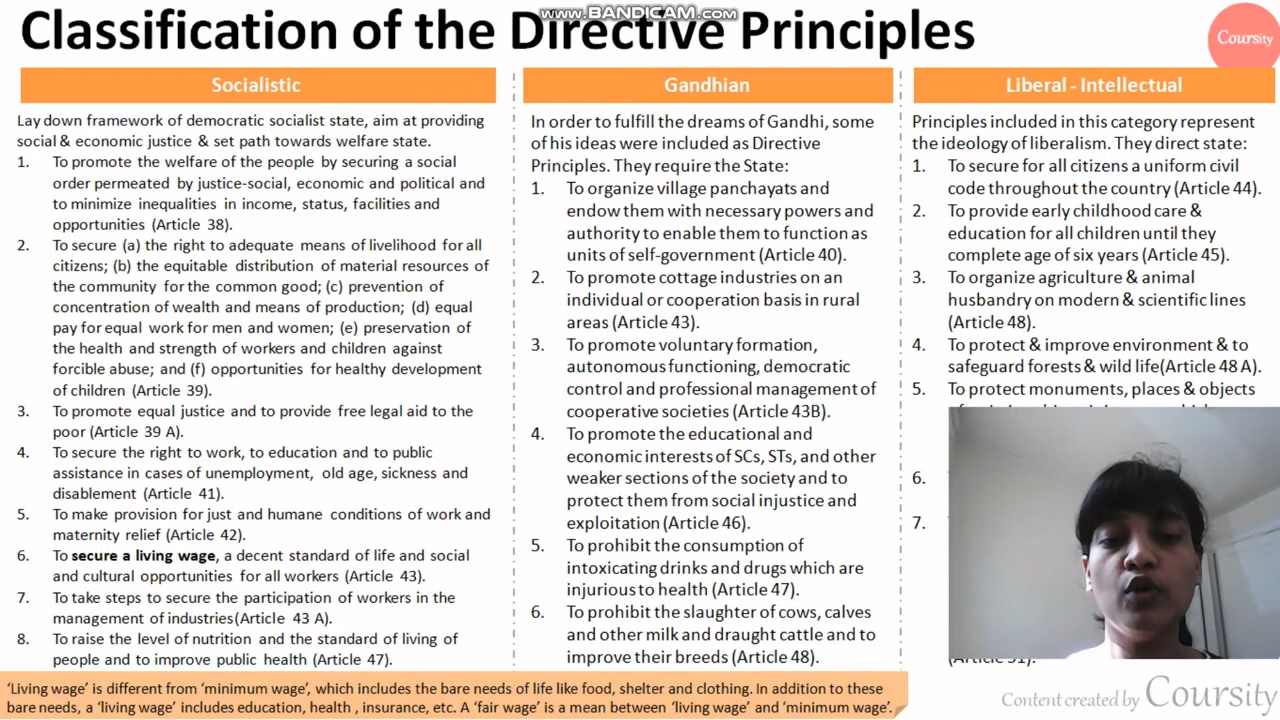 www.BANDICAM.com
Classification of the Directive Principles
Coursity
Socialistic
Lay down framework of democratic socialist state, aim at providing
social & economic justice & set path towards welfare state.
1. To promote the welfare of the people by securing a social
order permeated by justice-social, economic and political and
to minimize inequalities in income, status, facilities and
opportunities (Article 38).
2. To secure (a) the right to adequate means of livelihood for all
citizens; (b) the equitable distribution of material resources of
the community for the common good; (c) prevention of
concentration of wealth and means of production; (d) equal
pay for equal work for men and women; (e) preservation of
the health and strength of workers and children against
forcible abuse; and (f) opportunities for healthy development
of children (Article 39).
3. To promote equal justice and to provide free legal aid to the
poor (Article 39 A).
4. To secure the right to work, to education and to public
assistance in cases of unemployment, old age, sickness and
disablement (Article 41).
5. To make provision for just and humane conditions of work and
maternity relief (Article 42).
6. To secure a living wage, a decent standard of life and social
and cultural opportunities for all workers (Article 43).
7. To take steps to secure the participation of workers in the
management of industries(Article 43 A).
8. To raise the level of nutrition and the standard of living of
people and to improve public health (Article 47).
Gandhian
In order to fulfill the dreams of Gandhi, some
of his ideas were included as Directive
Principles. They require the State:
1. To organize village panchayats and
endow them with necessary powers and
authority to enable them to function as
units of self-government (Article 40).
2. To promote cottage industries on an
individual or cooperation basis in rural
areas (Article 43).
3. To promote voluntary formation,
autonomous functioning, democratic
control and professional management of
cooperative societies (Article 43B).
4. To promote the educational and
economic interests of SCs, STs, and other
weaker sections of the society and to
protect them from social injustice and
exploitation (Article 46).
5. To prohibit the consumption of
intoxicating drinks and drugs which are
injurious to health (Article 47).
6. To prohibit the slaughter of cows, calves
and other milk and draught cattle and to
improve their breeds (Article 48).
Liberal - Intellectual
Principles included in this category represent
the ideology of liberalism. They direct state:
1. To secure for all citizens a uniform civil
code throughout the country (Article 44).
2. To provide early childhood care &
education for all children until they
complete age of six years (Article 45).
3. To organize agriculture & animal
husbandry on modern & scientific lines
(Article 48).
4. To protect & improve environment & to
safeguard forests & wild life(Article 48 A).
5. To protect monuments, places & objects
6.
7.
'Living wage' is different from 'minimum wage', which includes the bare needs of life like food, shelter and clothing. In addition to these
bare needs, a 'living wage' includes education, health , insurance, etc. A 'fair wage' is a mean between 'living wage' and 'minimum wage'.
Content created by Coursity